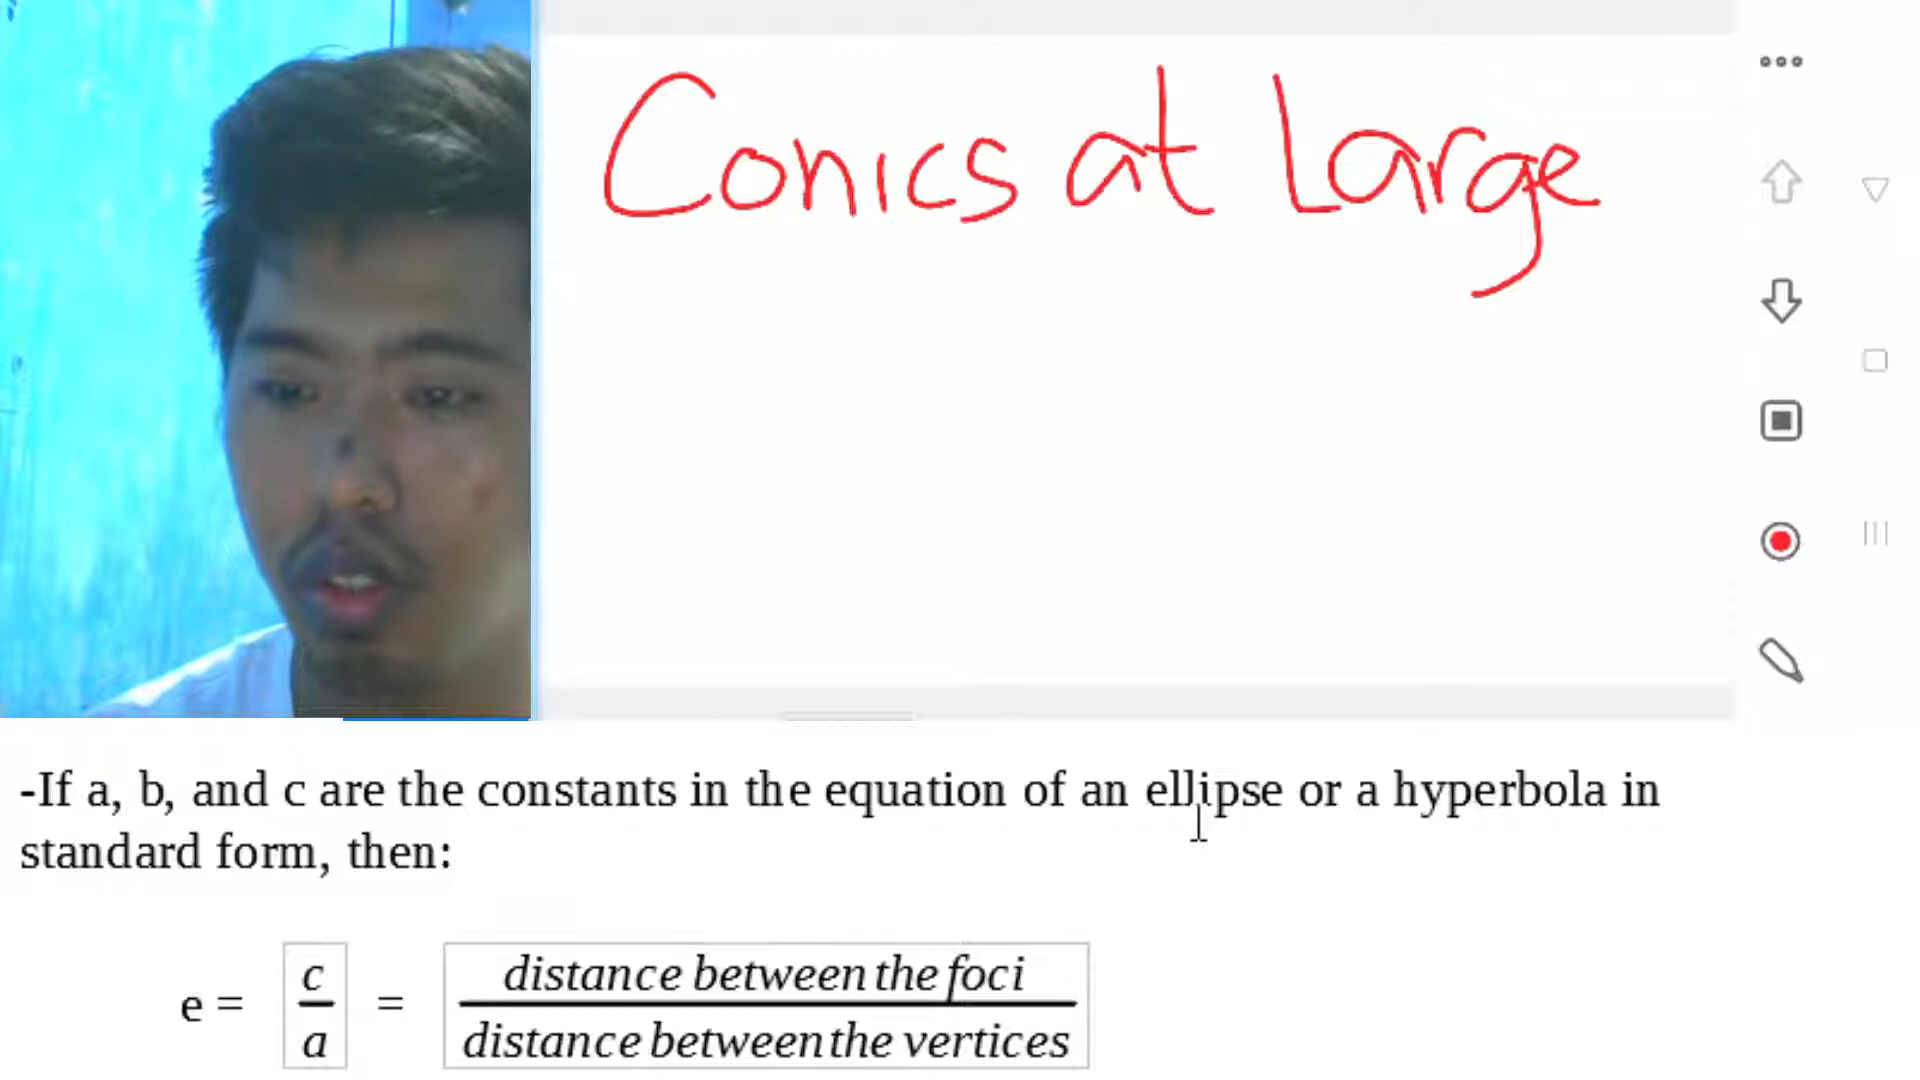 Conics at Large
-If a, b, and c are the constants in the equation of an ellipse or a hyperbola in
standard form, then:
e = c/a = distance between the foci / distance between the vertices